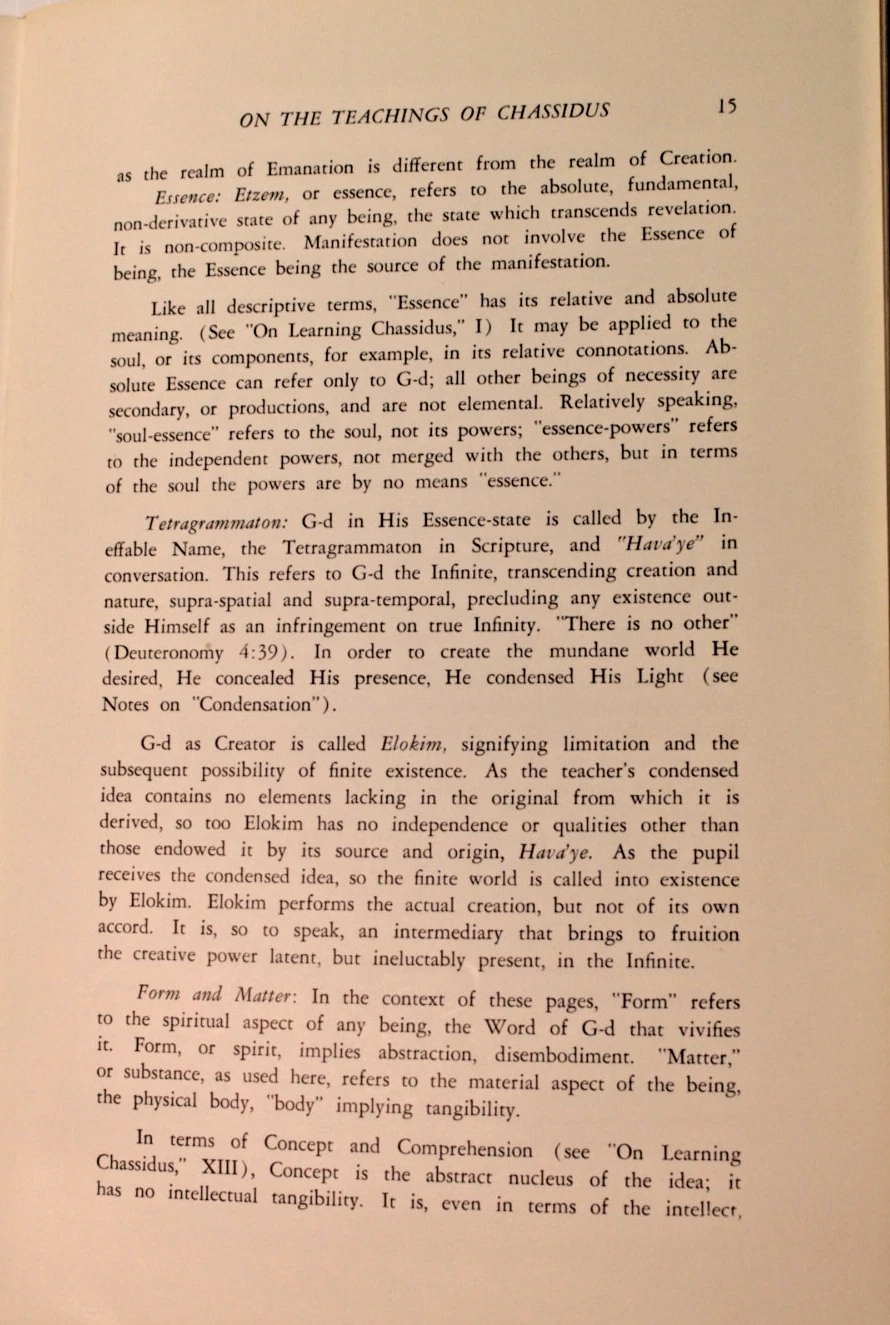 ON THE TEACHINGS OF CHASSIDUS 15
as the realm of Emanation is different from the realm of Creation.
Essence: Etzem, or essence, refers to the absolute, fundamental,
non-derivative state of any being, the state which transcends revelation.
It is non-composite. Manifestation does not involve the Essence of
being, the Essence being the source of the manifestation.
Like all descriptive terms, "Essence" has its relative and absolute
meaning. (See "On Learning Chassidus," I) It may be applied to the
soul, or its components, for example, in its relative connotations. Ab-
solute Essence can refer only to G-d; all other beings of necessity are
secondary, or productions, and are not elemental. Relatively speaking,
"soul-essence" refers to the soul, not its powers; "essence-powers" refers
to the independent powers, not merged with the others, but in terms
of the soul the powers are by no means "essence."
Tetragrammaton: G-d in His Essence-state is called by the In-
effable Name, the Tetragrammaton in Scripture, and "Hava'ye" in
conversation. This refers to G-d the Infinite, transcending creation and
nature, supra-spatial and supra-temporal, precluding any existence out-
side Himself as an infringement on true Infinity. "There is no other"
(Deuteronomy 4:39). In order to create the mundane world He
desired, He concealed His presence, He condensed His Light (see
Notes on "Condensation").
G-d as Creator is called Elokim, signifying limitation and the
subsequent possibility of finite existence. As the teacher's condensed
idea contains no elements lacking in the original from which it is
derived, so too Elokim has no independence or qualities other than
those endowed it by its source and origin, Hava'ye. As the pupil
receives the condensed idea, so the finite world is called into existence
by Elokim. Elokim performs the actual creation, but not of its own
accord. It is, so to speak, an intermediary that brings to fruition
the creative power latent, but ineluctably present, in the Infinite.
Form and Matter: In the context of these pages, "Form" refers
to the spiritual aspect of any being, the Word of G-d that vivifies
it. Form, or spirit, implies abstraction, disembodiment. "Matter,"
or substance, as used here, refers to the material aspect of the being,
the physical body, "body" implying tangibility.
In terms of Concept and Comprehension (see "On Learning
Chassidus," XIII), Concept is the abstract nucleus of the idea; it
has no intellectual tangibility. It is, even in terms of the intellect,